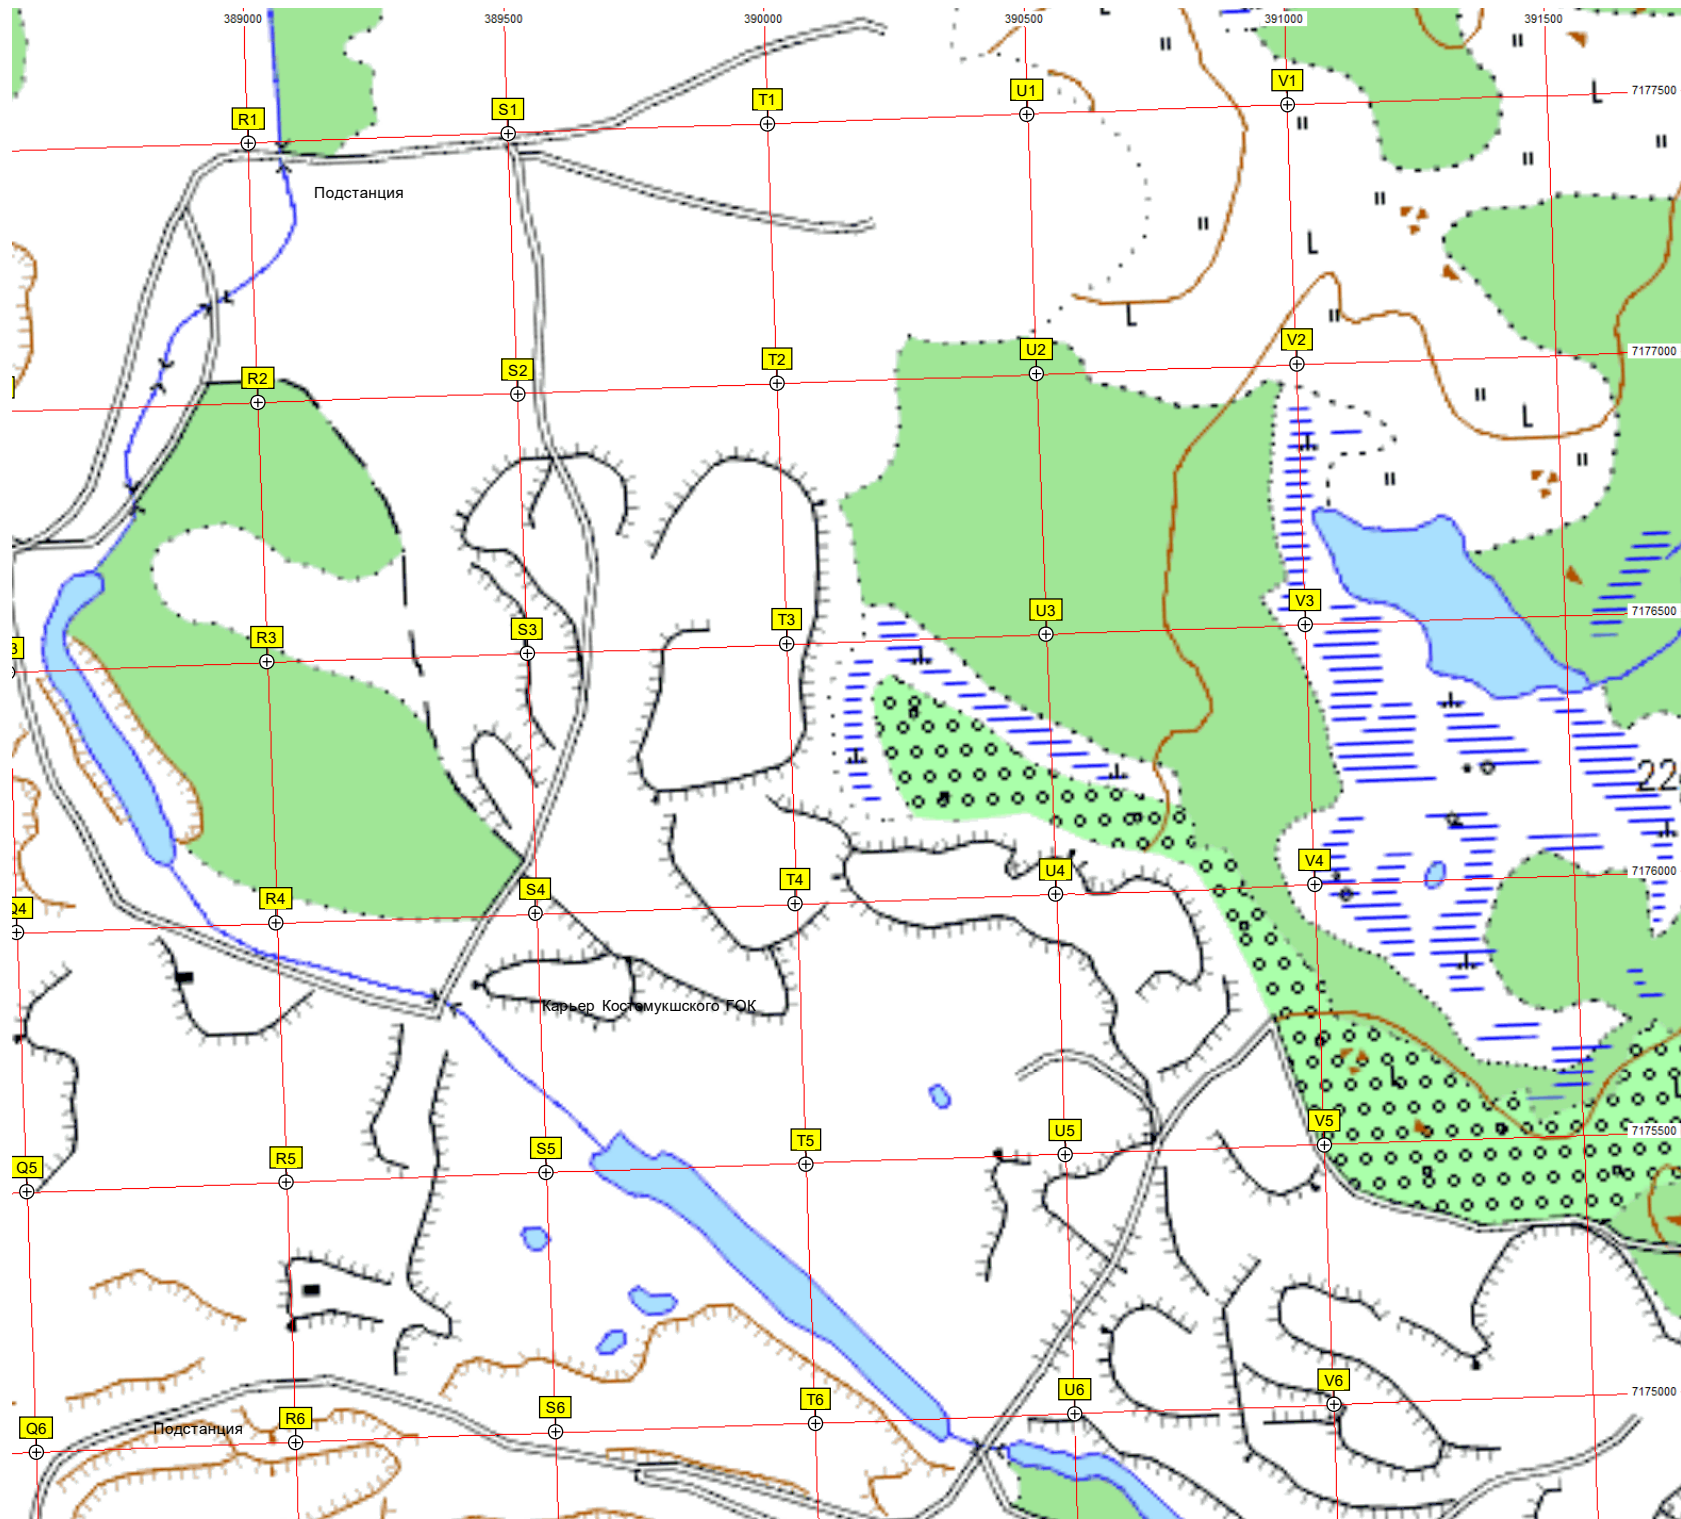 389000 389500 390000 390500 391000 391500
R1 S1 T1 U1 V1 7177500
Подстанция
R2 S2 T2 U2 V2 7177000
R3 S3 T3 U3 V3 7176500
22
Q4 R4 S4 T4 U4 V4 7176000
Карьер Костомукшского ГОК
Q5 R5 S5 T5 U5 V5 7175500
Q6 R6 S6 T6 U6 V6 7175000
Подстанция